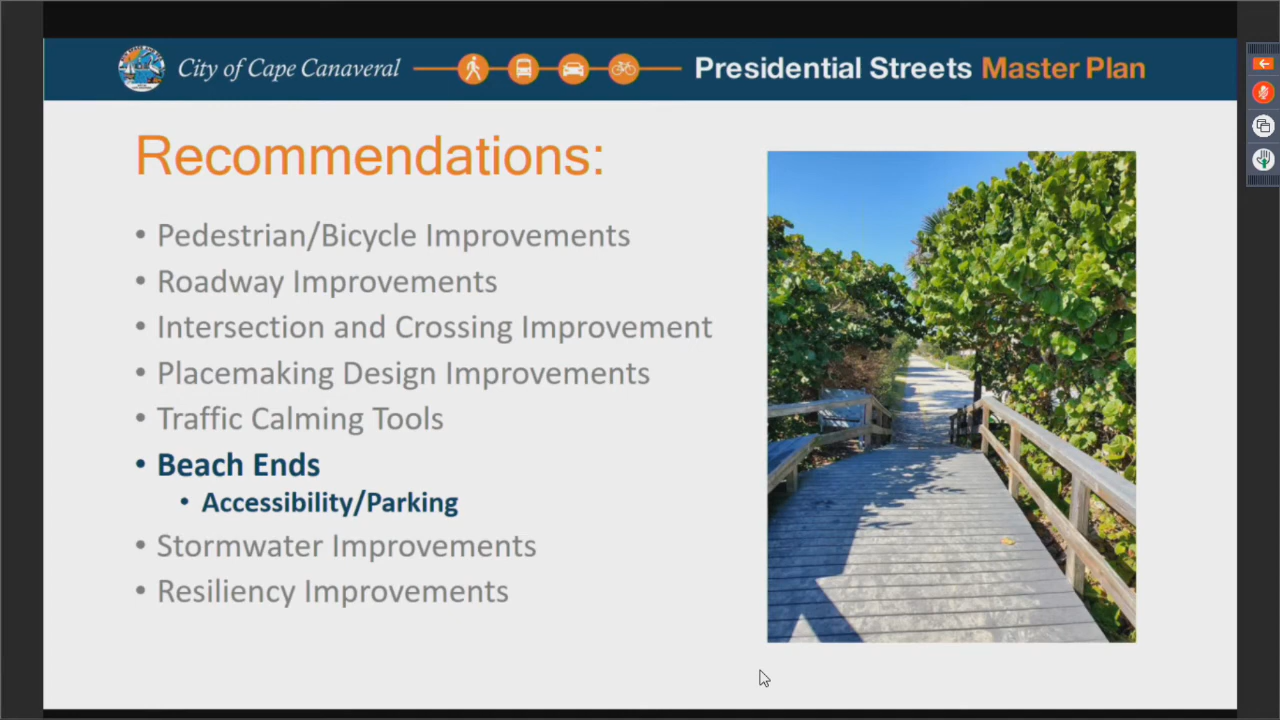 City of Cape Canaveral
Presidential Streets Master Plan
Recommendations:
• Pedestrian/Bicycle Improvements
• Roadway Improvements
• Intersection and Crossing Improvement
• Placemaking Design Improvements
• Traffic Calming Tools
• Beach Ends
• Accessibility/Parking
• Stormwater Improvements
• Resiliency Improvements